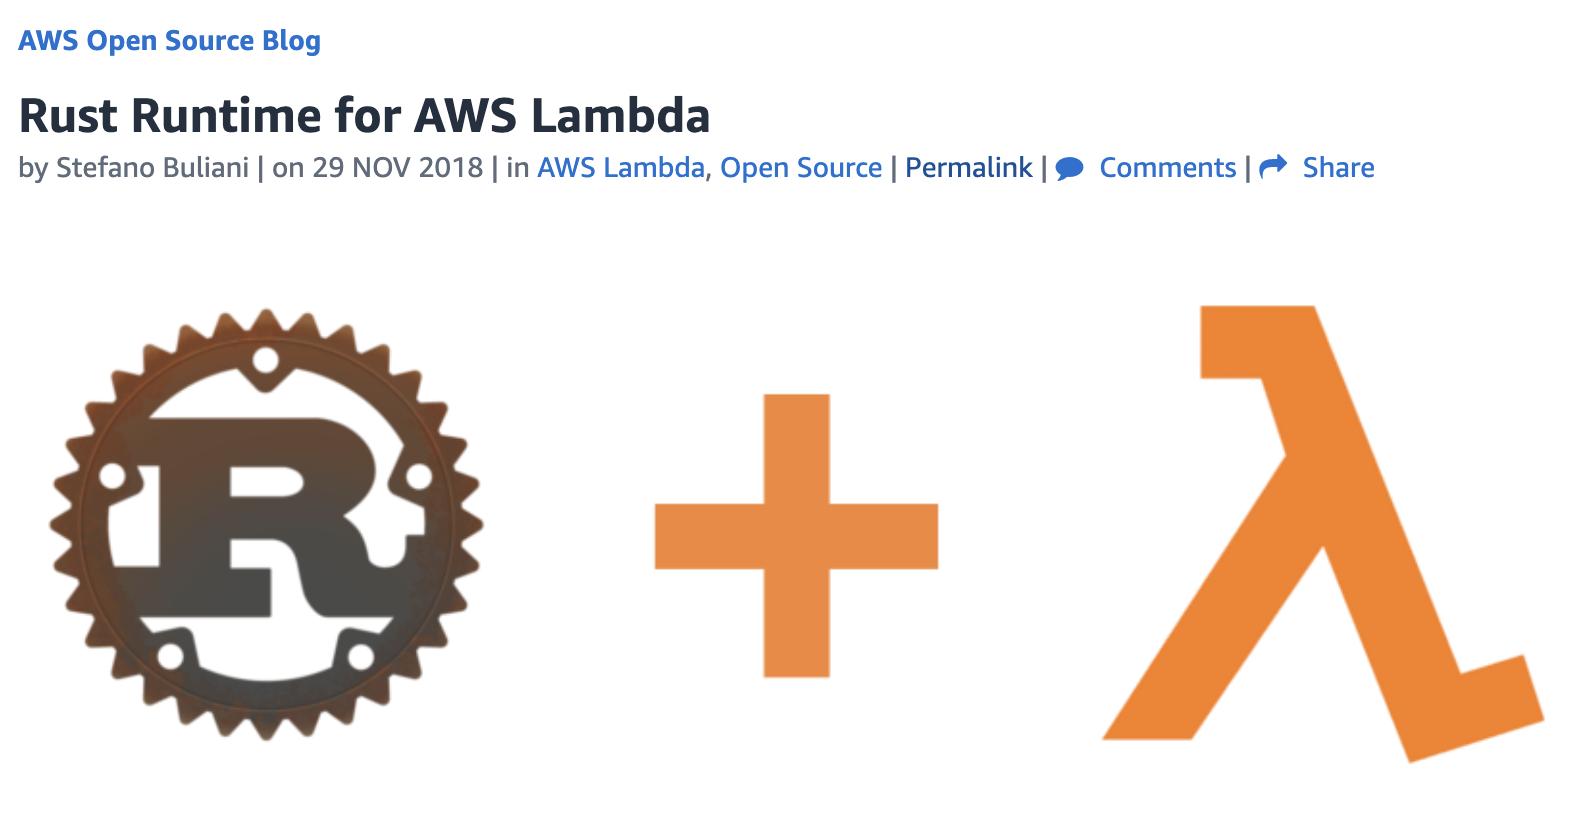 AWS Open Source Blog
Rust Runtime for AWS Lambda
by Stefano Buliani | on 29 NOV 2018 | in AWS Lambda, Open Source | Permalink | Comments | Share
R + λ